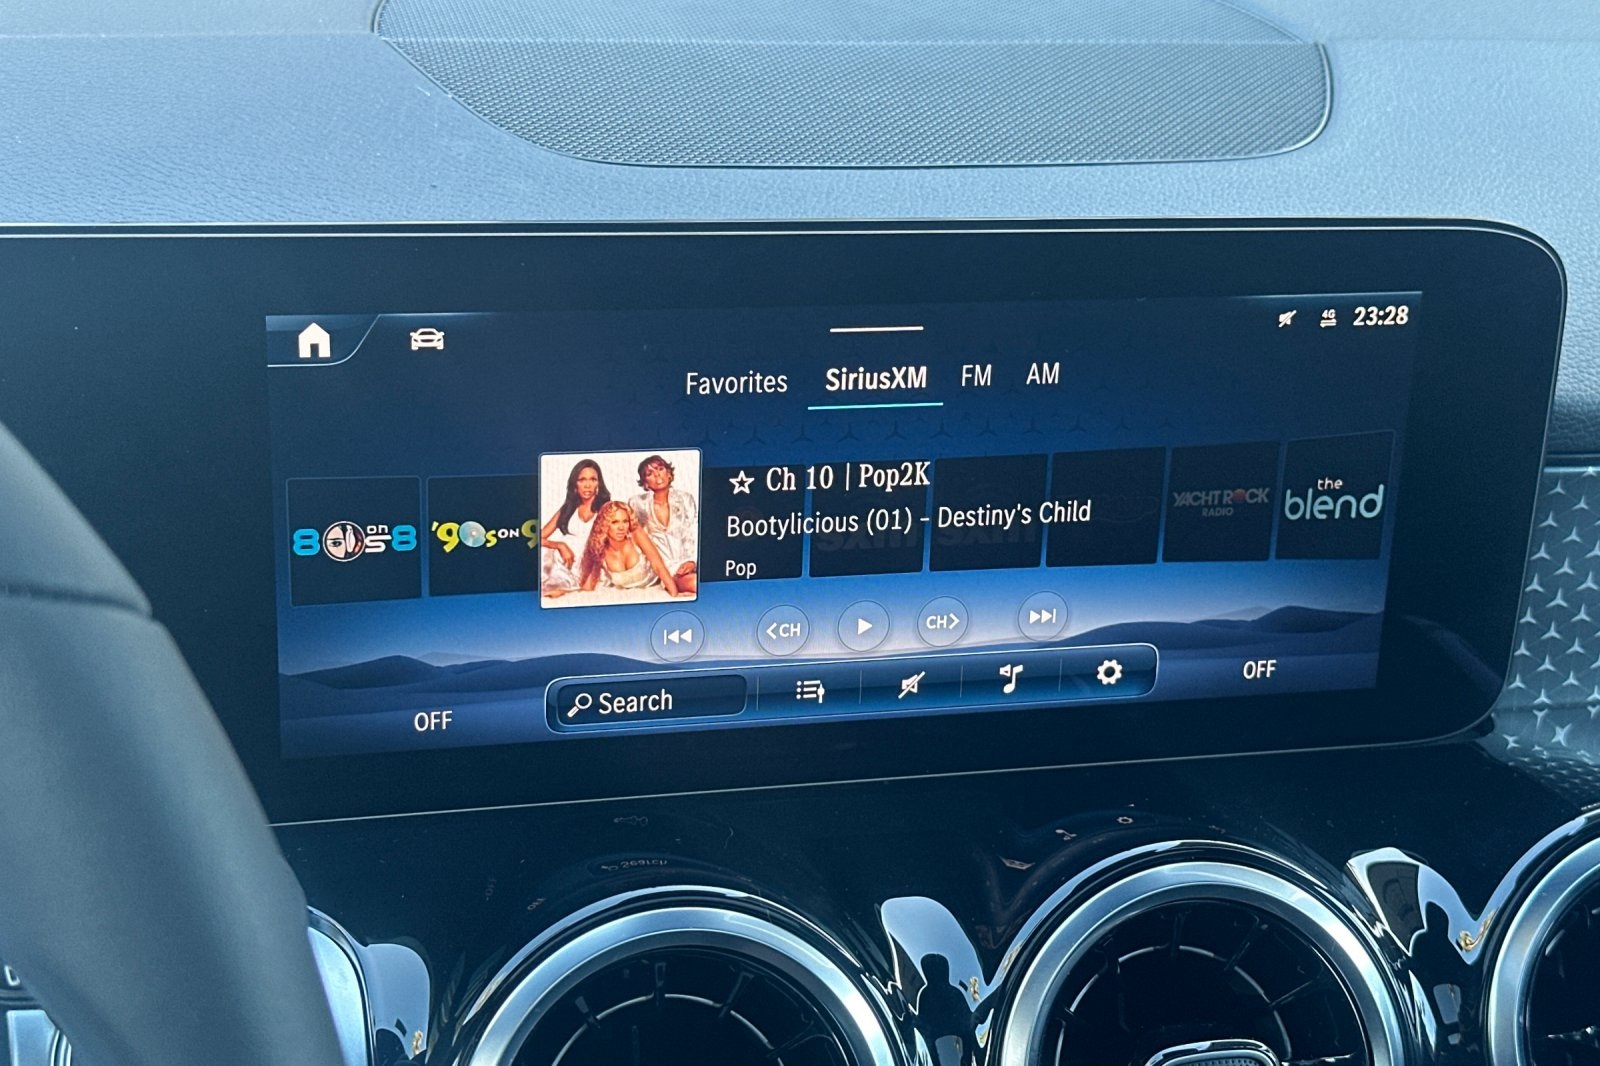 4G 23:28
Favorites SiriusXM FM AM
☆ Ch 10 | Pop2K
Bootylicious (01) - Destiny's Child
Pop
80s on 8
'90s ON 9
YACHT ROCK
RADIO
the
blend
<CH
CH>
OFF
Search
OFF